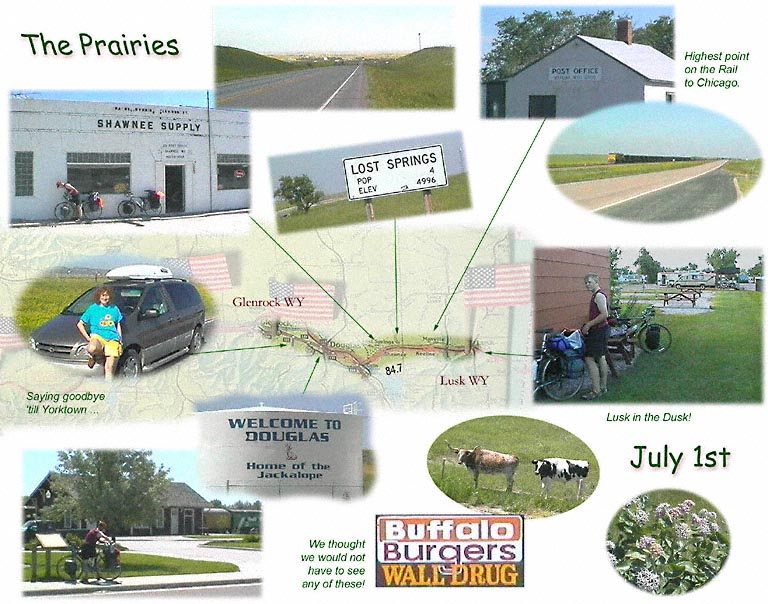 The Prairies
POST OFFICE
Highest point
on the Rail
to Chicago.
SHAWNEE SUPPLY
LOST SPRINGS
POP 4
ELEV 4996
Glenrock WY
Douglas
84.7
Lusk WY
Saying goodbye
'till Yorktown ...
WELCOME TO
DOUGLAS
Home of the
Jackalope
Lusk in the Dusk!
July 1st
We thought
we would not
have to see
any of these!
Buffalo
Burgers
WALL DRUG